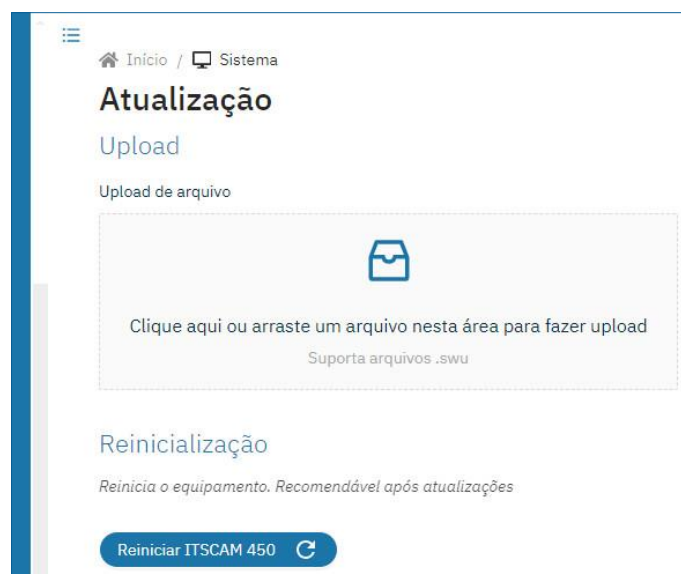 Início / Sistema
Atualização
Upload
Upload de arquivo
Clique aqui ou arraste um arquivo nesta área para fazer upload
Suporta arquivos .swu
Reinicialização
Reinicia o equipamento. Recomendável após atualizações
Reiniciar ITSCAM 450